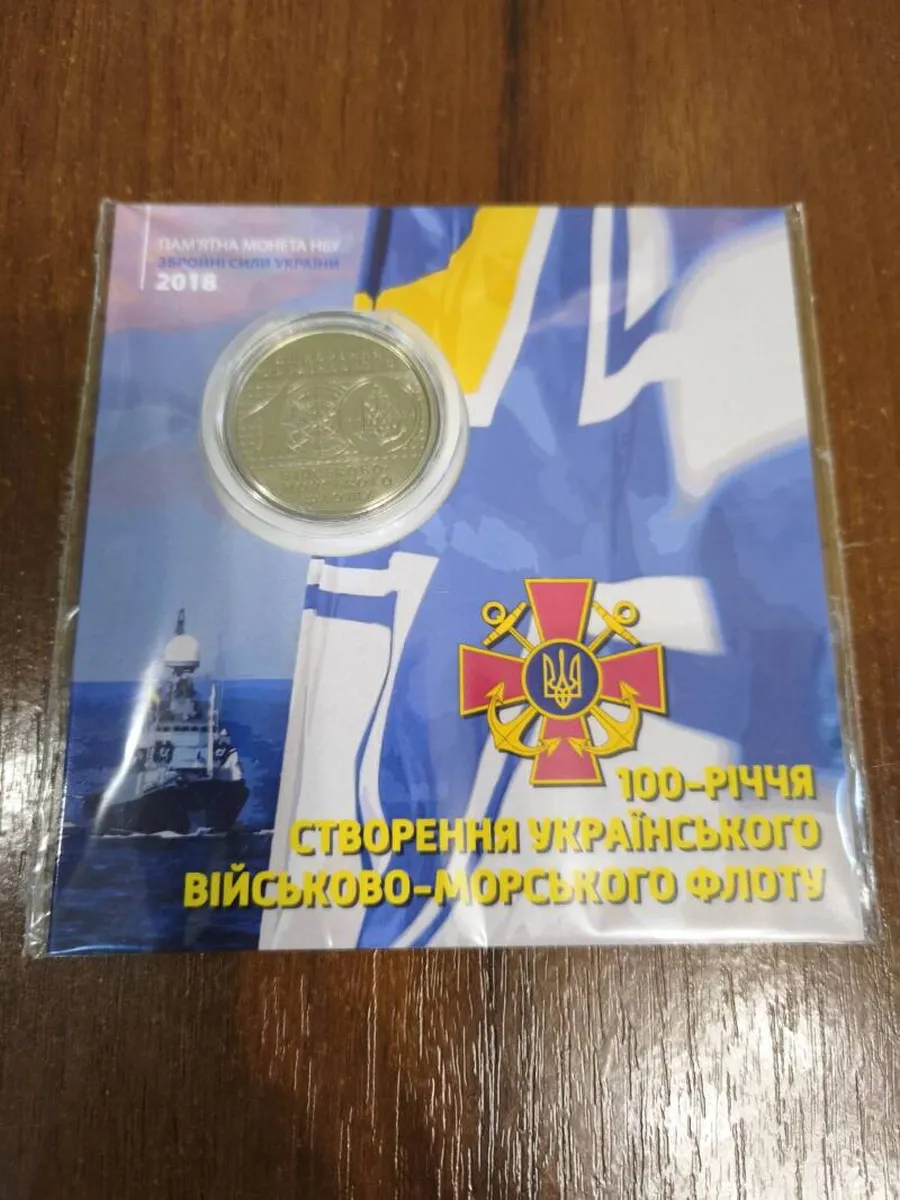 ПАМ'ЯТНА МОНЕТА НБУ
ЗБРОЙНІ СИЛИ УКРАЇНИ
2018
100-РІЧЧЯ
СТВОРЕННЯ УКРАЇНСЬКОГО
ВІЙСЬКОВО-МОРСЬКОГО ФЛОТУ